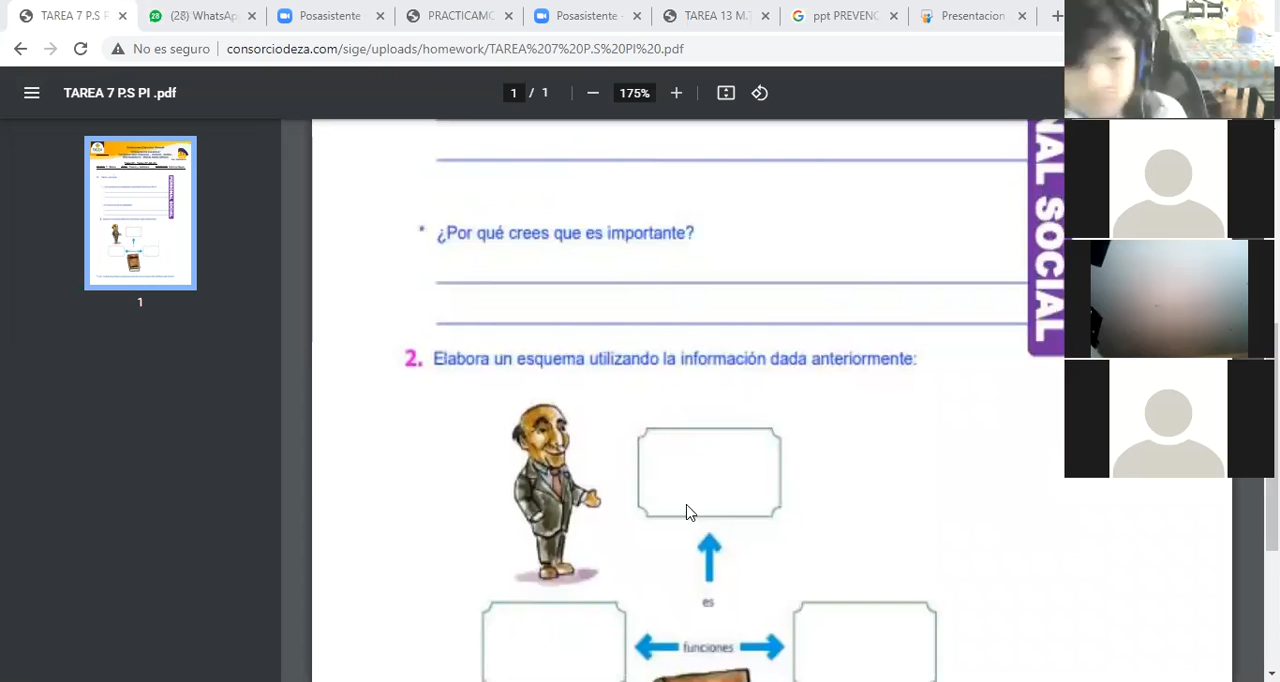 TAREA 7 P.S P
(28) WhatsAp
Posasistente
PRACTICAMO
Posasistente -
TAREA 13 M.T
ppt PREVENC
Presentacion
No es seguro
consorciodeza.com/sige/uploads/homework/TAREA%207%20P.S%20PI%20.pdf
TAREA 7 P.S PI .pdf
1 / 1
175%
1
NAL SOCIAL
* ¿Por qué crees que es importante?
2. Elabora un esquema utilizando la información dada anteriormente:
es
funciones